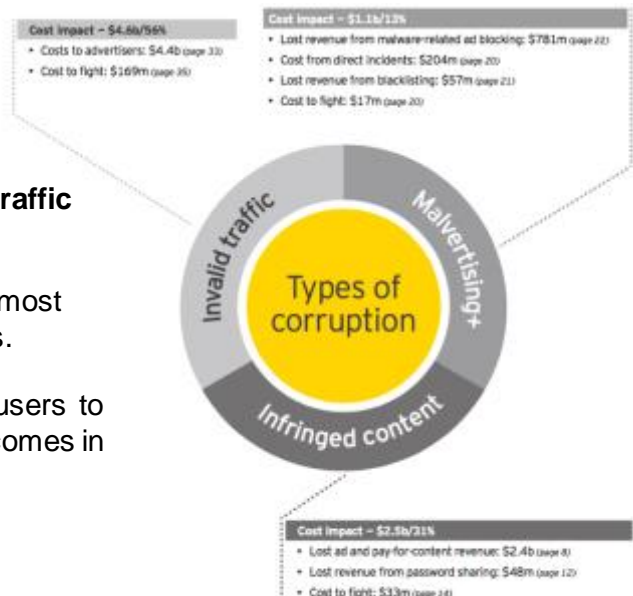 Cost impact – $4.6b/56%
• Costs to advertisers: $4.4b (page 33)
• Cost to fight: $169m (page 35)
Cost impact – $1.1b/13%
• Lost revenue from malware-related ad blocking: $781m (page 22)
• Cost from direct incidents: $204m (page 20)
• Lost revenue from blacklisting: $57m (page 21)
• Cost to fight: $17m (page 20)
raffic
most
s.
users to
comes in
Invalid traffic
Malvertising+
Infringed content
Types of
corruption
Cost impact – $2.5b/31%
• Lost ad and pay-for-content revenue: $2.4b (page 8)
• Lost revenue from password sharing: $48m (page 12)
• Cost to fight: $33m (page 14)